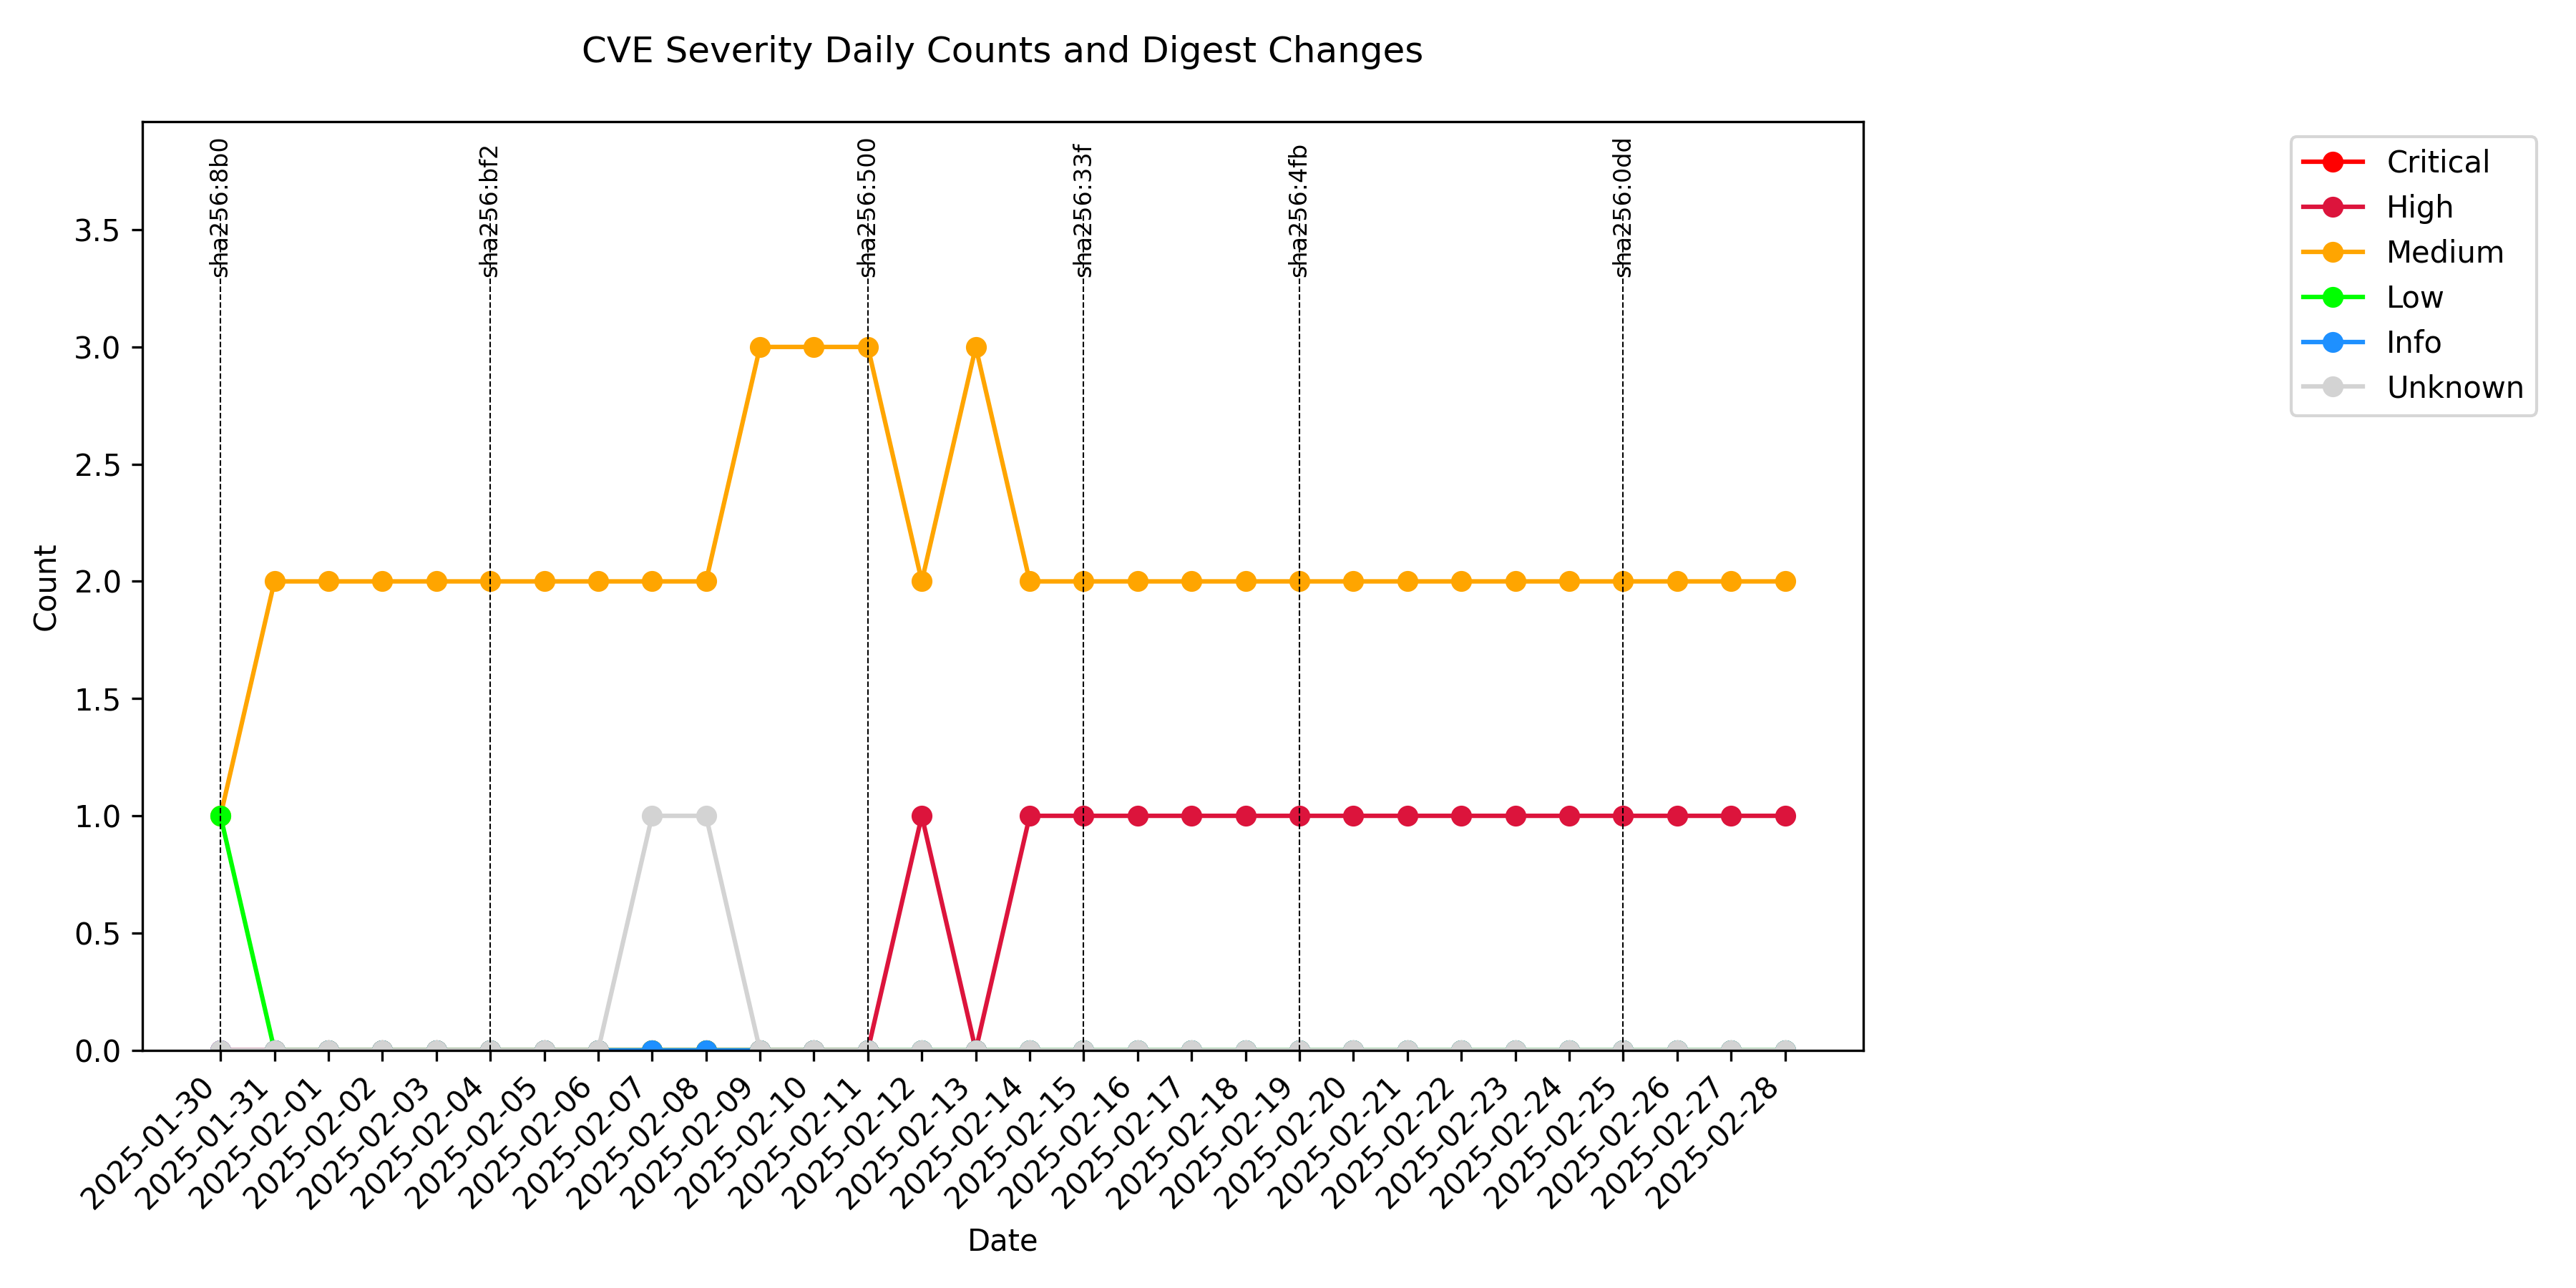 CVE Severity Daily Counts and Digest Changes
sha256:8b0
sha256:bf2
sha256:500
sha256:33f
sha256:4fb
sha256:0dd
Critical
High
Medium
Low
Info
Unknown
Count
3.5
3.0
2.5
2.0
1.5
1.0
0.5
0.0
2025-01-30
2025-01-31
2025-02-01
2025-02-02
2025-02-03
2025-02-04
2025-02-05
2025-02-06
2025-02-07
2025-02-08
2025-02-09
2025-02-10
2025-02-11
2025-02-12
2025-02-13
2025-02-14
2025-02-15
2025-02-16
2025-02-17
2025-02-18
2025-02-19
2025-02-20
2025-02-21
2025-02-22
2025-02-23
2025-02-24
2025-02-25
2025-02-26
2025-02-27
2025-02-28
Date